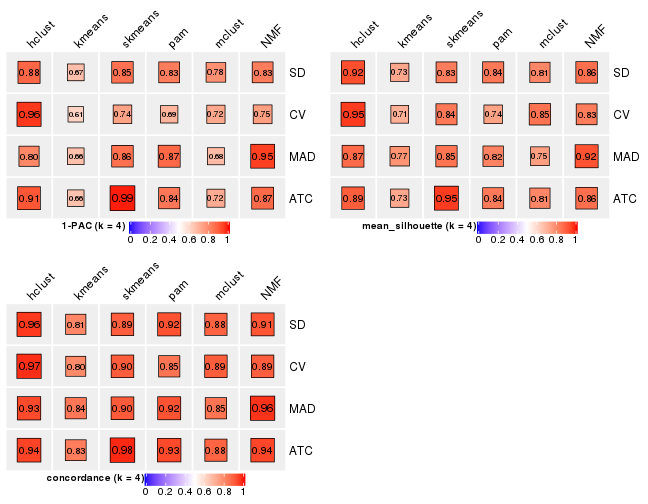 hclust kmeans skmeans pam mclust NMF
0.88 0.67 0.85 0.83 0.78 0.83 SD
0.96 0.61 0.74 0.69 0.72 0.75 CV
0.80 0.66 0.86 0.87 0.68 0.95 MAD
0.91 0.66 0.99 0.84 0.72 0.87 ATC
1-PAC (k = 4)
0 0.2 0.4 0.6 0.8 1
hclust kmeans skmeans pam mclust NMF
0.92 0.73 0.83 0.84 0.81 0.86 SD
0.95 0.71 0.84 0.74 0.85 0.83 CV
0.87 0.77 0.85 0.82 0.75 0.92 MAD
0.89 0.73 0.95 0.84 0.81 0.86 ATC
mean_silhouette (k = 4)
0 0.2 0.4 0.6 0.8 1
hclust kmeans skmeans pam mclust NMF
0.96 0.81 0.89 0.92 0.88 0.91 SD
0.97 0.80 0.90 0.85 0.89 0.89 CV
0.93 0.84 0.90 0.92 0.85 0.96 MAD
0.94 0.83 0.98 0.93 0.88 0.94 ATC
concordance (k = 4)
0 0.2 0.4 0.6 0.8 1